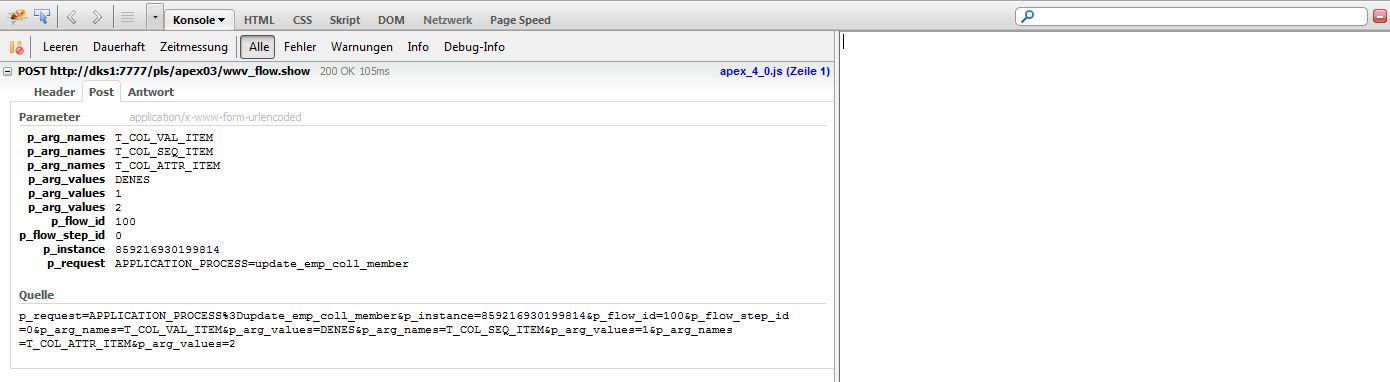 Konsole HTML CSS Skript DOM Netzwerk Page Speed
Leeren Dauerhaft Zeitmessung Alle Fehler Warnungen Info Debug-Info
POST http://dks1:7777/pls/apex03/wwv_flow.show 200 OK 105ms apex_4_0.js (Zeile 1)
Header Post Antwort
Parameter application/x-www-form-urlencoded
p_arg_names T_COL_VAL_ITEM
p_arg_names T_COL_SEQ_ITEM
p_arg_names T_COL_ATTR_ITEM
p_arg_values DENES
p_arg_values 1
p_arg_values 2
p_flow_id 100
p_flow_step_id 0
p_instance 859216930199814
p_request APPLICATION_PROCESS=update_emp_coll_member
Quelle
p_request=APPLICATION_PROCESS%3Dupdate_emp_coll_member&p_instance=859216930199814&p_flow_id=100&p_flow_step_id
=0&p_arg_names=T_COL_VAL_ITEM&p_arg_values=DENES&p_arg_names=T_COL_SEQ_ITEM&p_arg_values=1&p_arg_names
=T_COL_ATTR_ITEM&p_arg_values=2